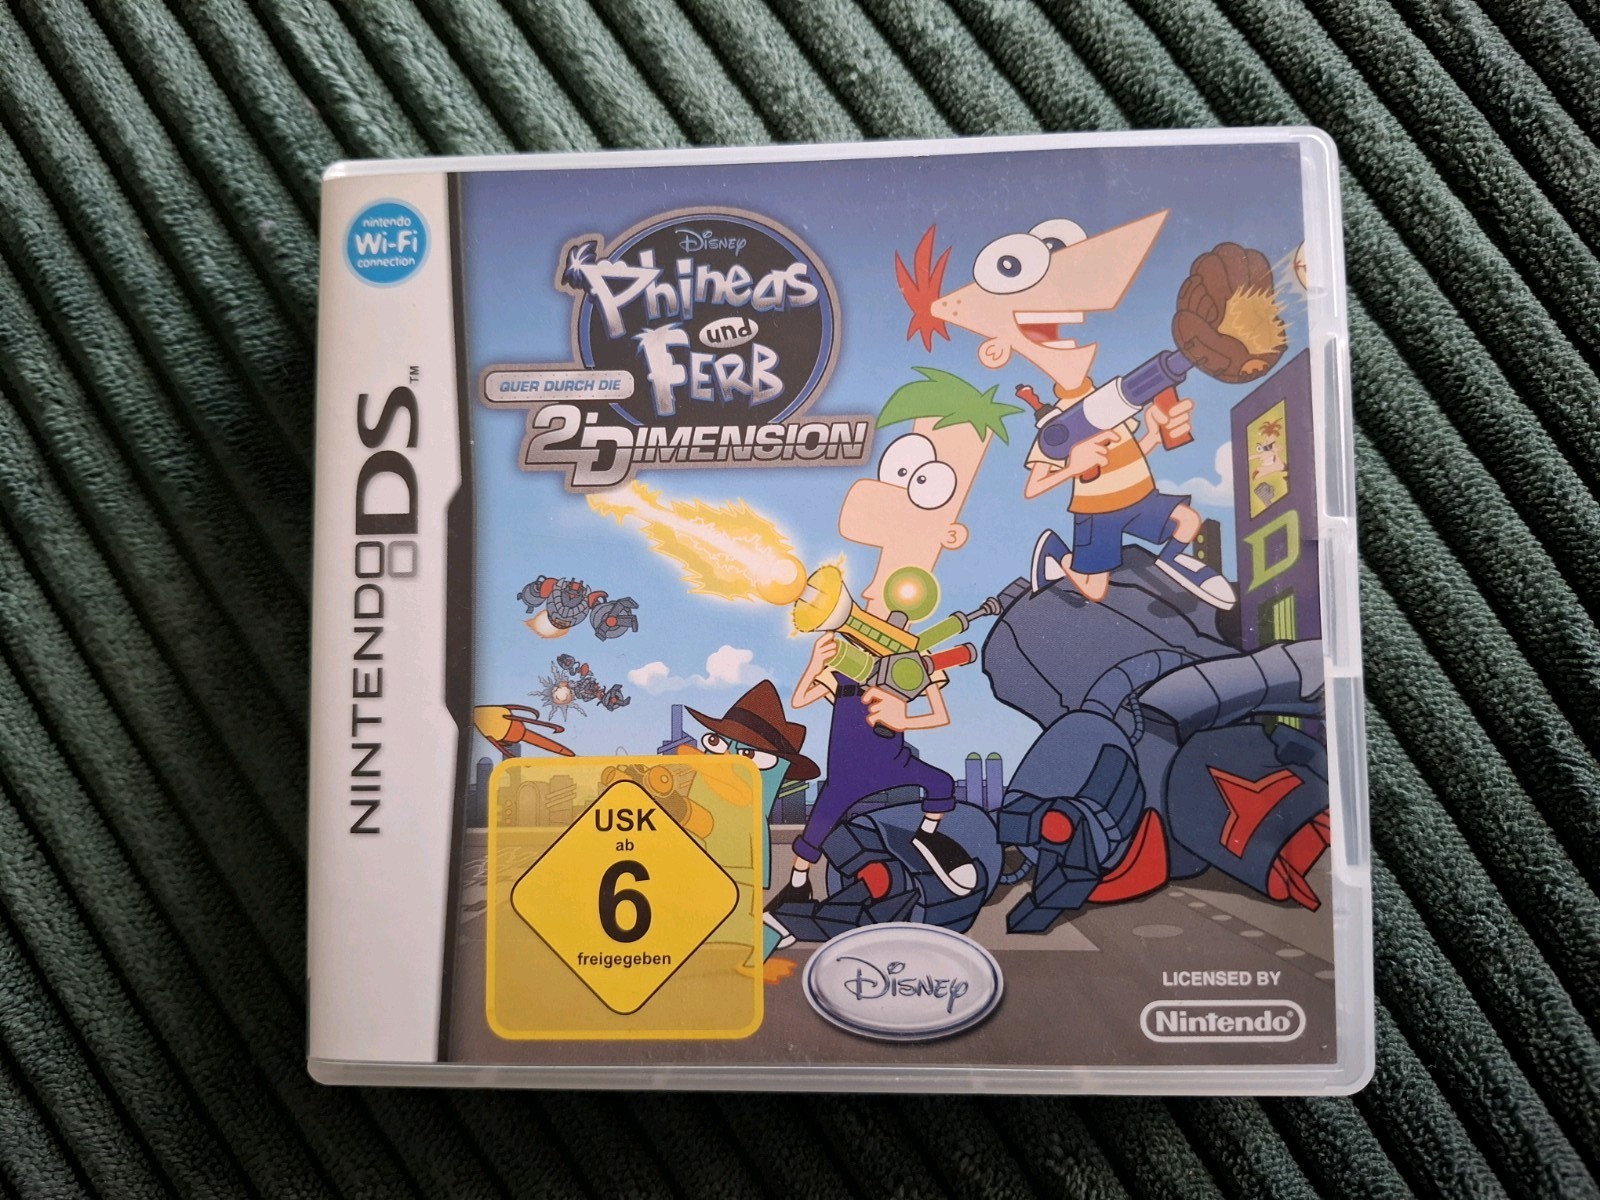 nintendo
Wi-Fi
connection
NINTENDO DS™
Disney
Phineas
und
Ferb
QUER DURCH DIE
2. Dimension
D
USK
ab
6
freigegeben
Disney
LICENSED BY
Nintendo®